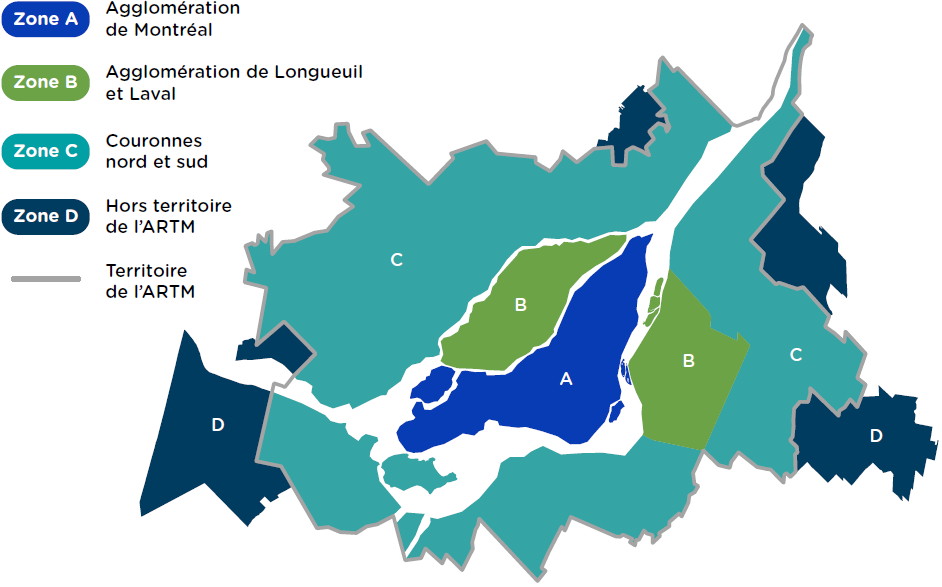 Zone A
Agglomération
de Montréal
Zone B
Agglomération de Longueuil
et Laval
Zone C
Couronnes
nord et sud
Zone D
Hors territoire
de l'ARTM
Territoire
de l'ARTM
C
B
A
B
C
D
D